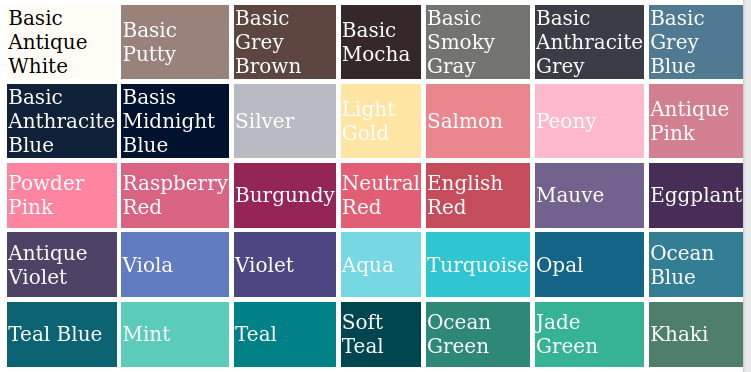 Basic
Antique
White
Basic
Putty
Basic
Grey
Brown
Basic
Mocha
Basic
Smoky
Gray
Basic
Anthracite
Grey
Basic
Grey
Blue
Basic
Anthracite
Blue
Basis
Midnight
Blue
Silver
Light
Gold
Salmon
Peony
Antique
Pink
Powder
Pink
Raspberry
Red
Burgundy
Neutral
Red
English
Red
Mauve
Eggplant
Antique
Violet
Viola
Violet
Aqua
Turquoise
Opal
Ocean
Blue
Teal Blue
Mint
Teal
Soft
Teal
Ocean
Green
Jade
Green
Khaki